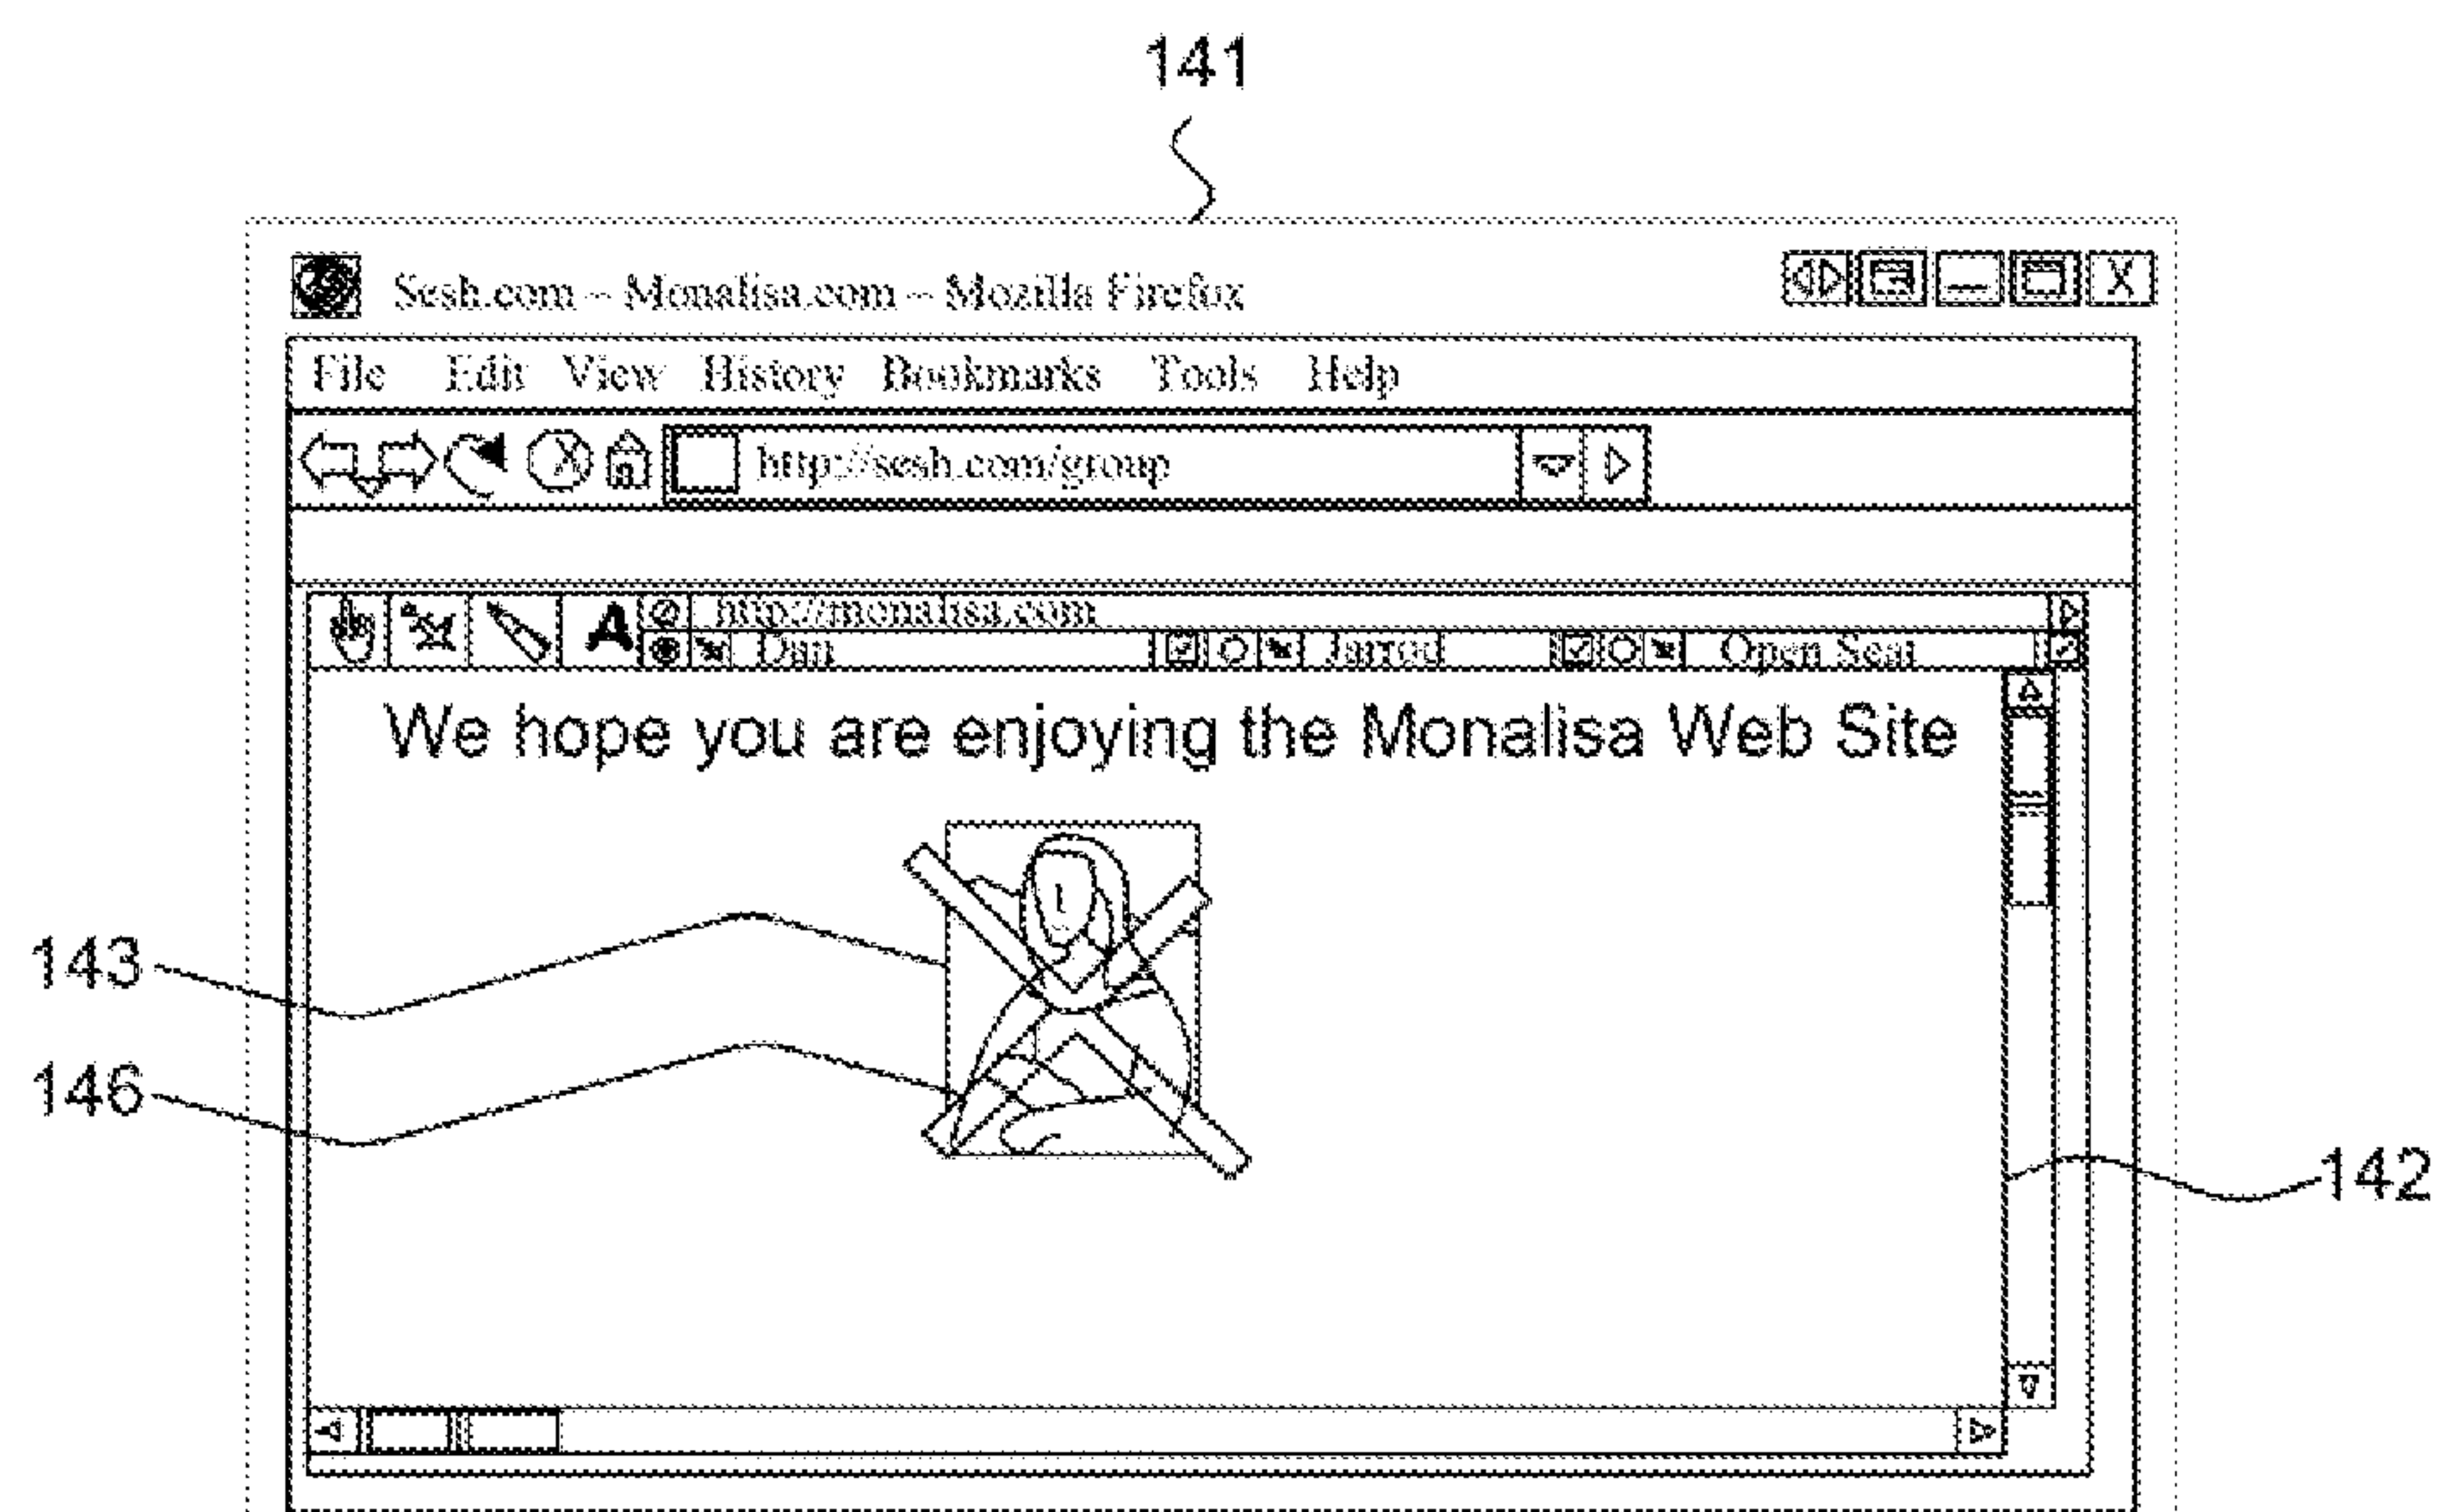 141
Sesh.com – Monalisa.com – Mozilla Firefox
File Edit View History Bookmarks Tools Help
http://sesh.com/group
A http://monalisa.com
Dan Jarrod Open Seat
We hope you are enjoying the Monalisa Web Site
143
146
142